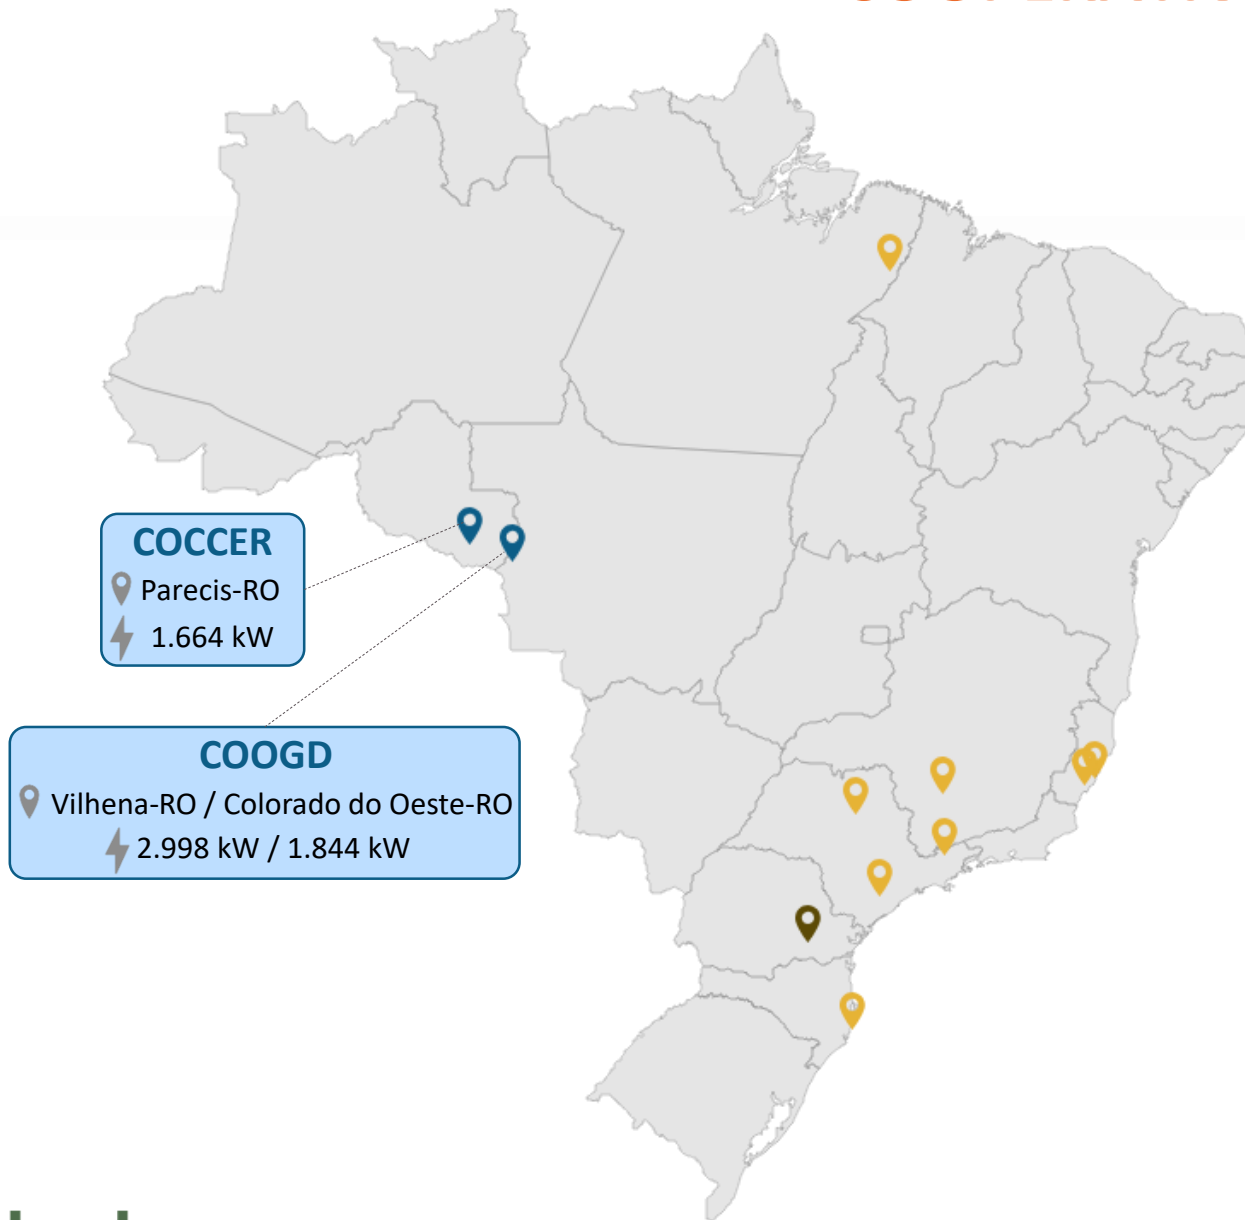 COCCER
Parecis-RO
1.664 kW
COOGD
Vilhena-RO / Colorado do Oeste-RO
2.998 kW / 1.844 kW